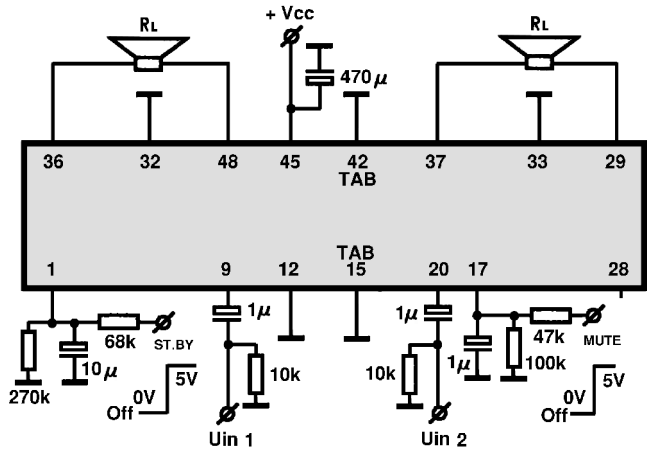 + Vcc
RL
RL
470µ
36 32 48 45 42 37 33 29
TAB
TAB
1 9 12 15 20 17 28
1µ
1µ
68k
ST.BY
47k
MUTE
270k
10µ
0V
5V
Off
10k
10k
1µ
100k
0V
5V
Off
Uin 1
Uin 2